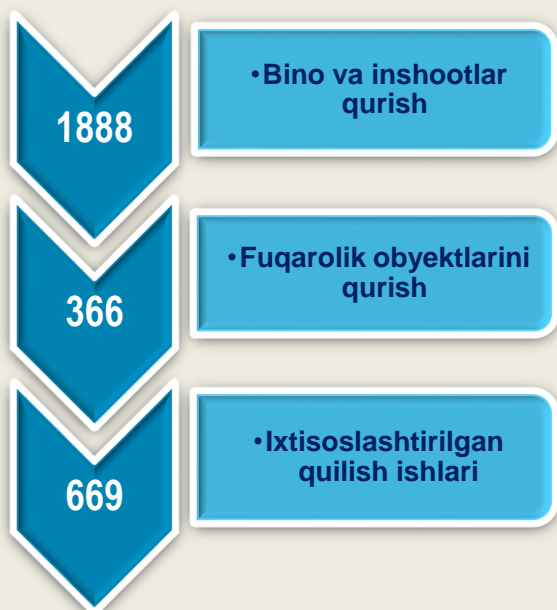 1888
•Bino va inshootlar
qurish
366
•Fuqarolik obyektlarini
qurish
669
•Ixtisoslashtirilgan
quilish ishlari